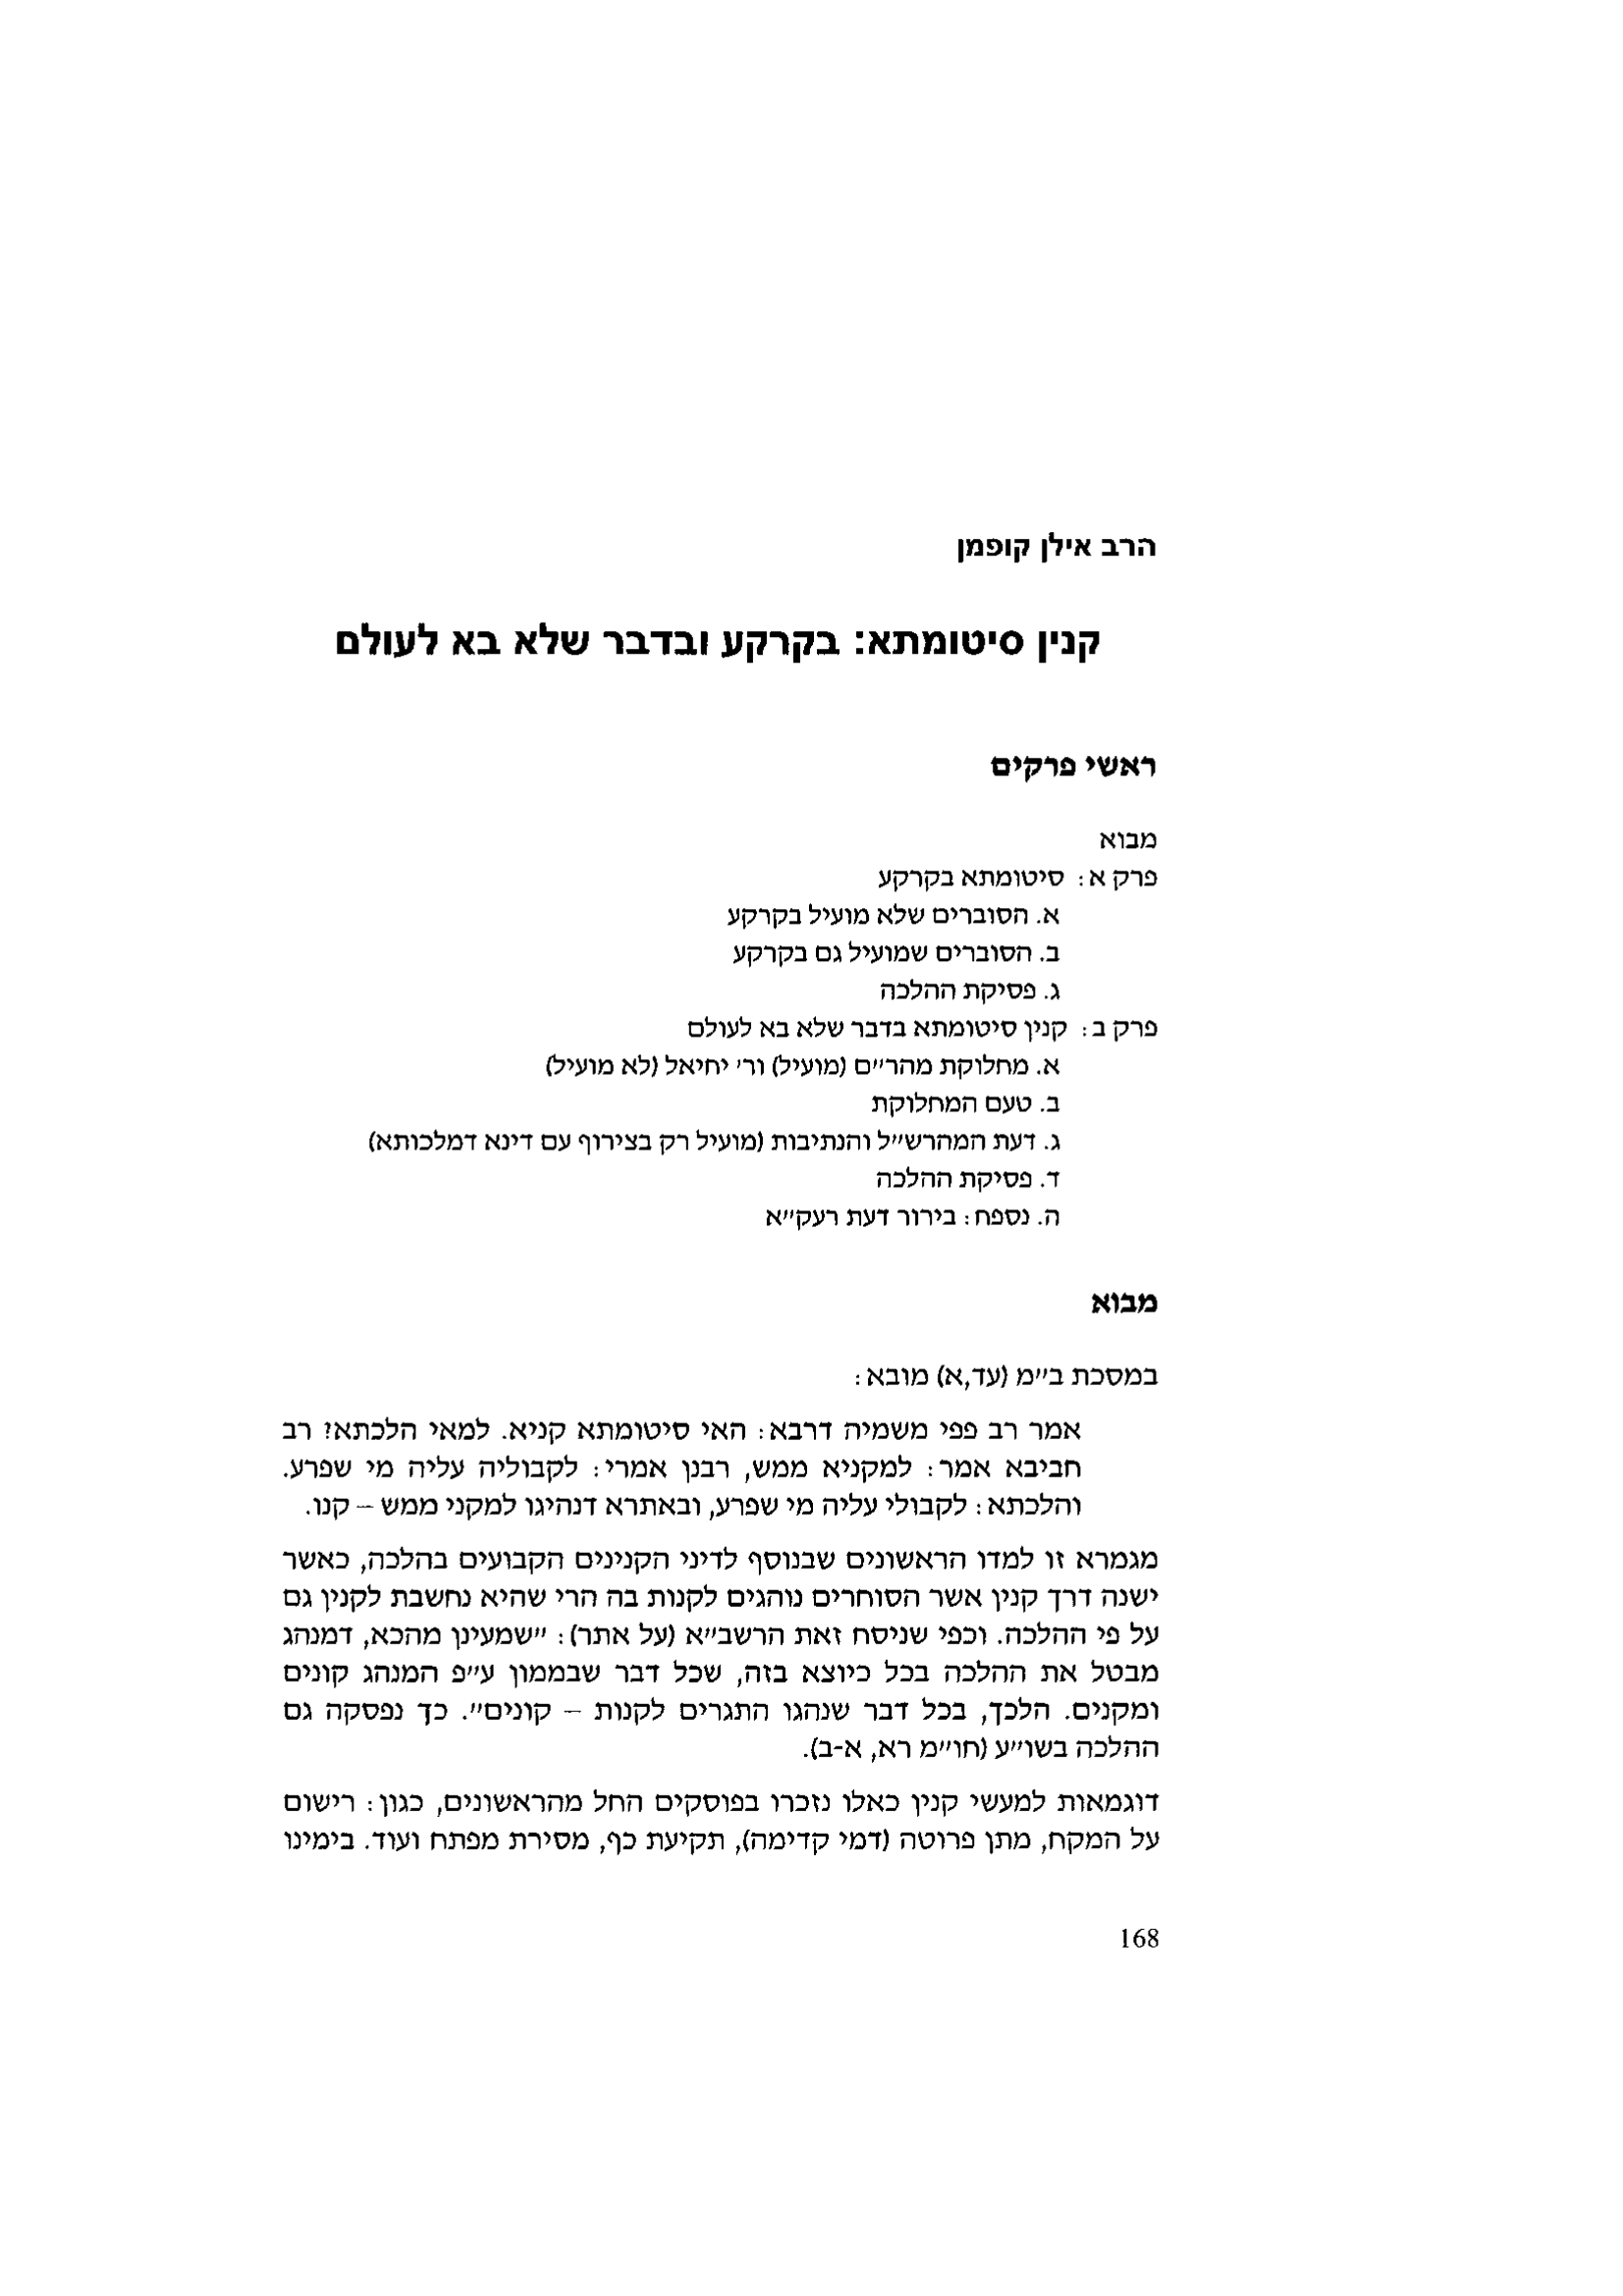 הרב אילן קופמן
קנין סיטומתא: בקרקע ובדבר שלא בא לעולם
ראשי פרקים
מבוא
פרק א: סיטומתא בקרקע
א. הסוברים שלא מועיל בקרקע
ב. הסוברים שמועיל גם בקרקע
ג. פסיקת ההלכה
פרק ב: קנין סיטומתא בדבר שלא בא לעולם
א. מחלוקת מהר״ם (מועיל) ור׳ יחיאל (לא מועיל)
ב. טעם המחלוקת
ג. דעת המהרש״ל והנתיבות (מועיל רק בצירוף עם דינא דמלכותא)
ד. פסיקת ההלכה
ה. נספח: בירור דעת רעק״א
מבוא
במסכת ב״מ (עד,א) מובא:
אמר רב פפי משמיה דרבא: האי סיטומתא קניא. למאי הלכתא? רב
חביבא אמר: למקניא ממש, רבנן אמרי: לקבוליה עליה מי שפרע.
והלכתא: לקבולי עליה מי שפרע, ובאתרא דנהיגו למקני ממש – קנו.
מגמרא זו למדו הראשונים שבנוסף לדיני הקנינים הקבועים בהלכה, כאשר
ישנה דרך קנין אשר הסוחרים נוהגים לקנות בה הרי שהיא נחשבת לקנין גם
על פי ההלכה. וכפי שניסח זאת הרשב״א (על אתר): ״שמעינן מהכא, דמנהג
מבטל את ההלכה בכל כיוצא בזה, שכל דבר שבממון ע״פ המנהג קונים
ומקנים. הלכך, בכל דבר שנהגו התגרים לקנות – קונים״. כך נפסקה גם
ההלכה בשו״ע (חו״מ רא, א-ב).
דוגמאות למעשי קנין כאלו נזכרו בפוסקים החל מהראשונים, כגון: רישום
על המקח, מתן פרוטה (דמי קדימה), תקיעת כף, מסירת מפתח ועוד. בימינו
168